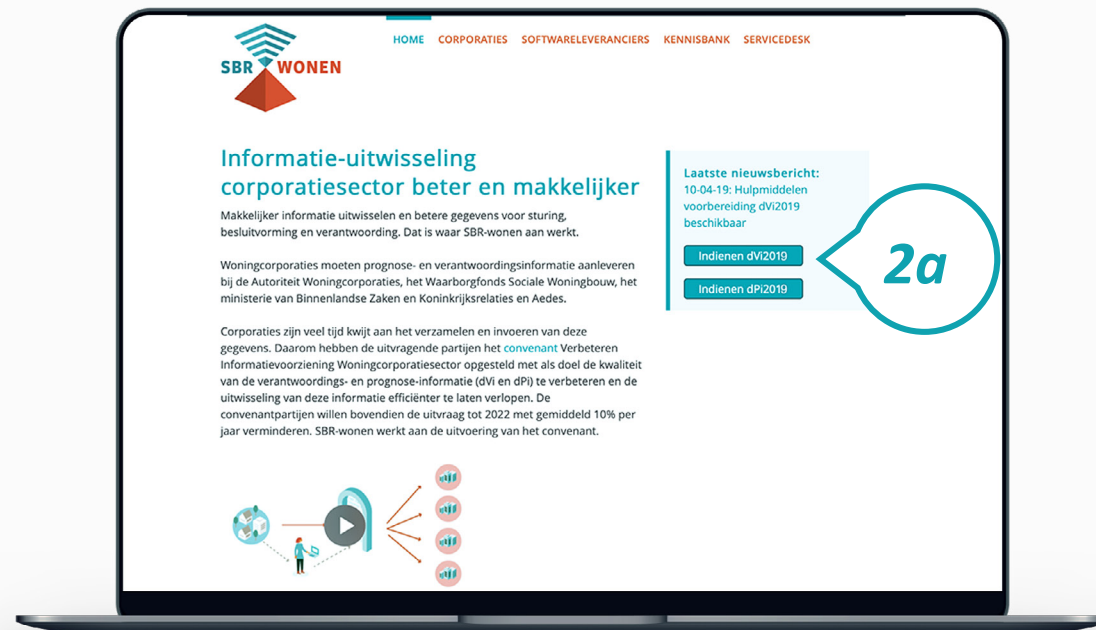 SBR WONEN
HOME CORPORATIES SOFTWARELEVERANCIERS KENNISBANK SERVICEDESK
Informatie-uitwisseling
corporatiesector beter en makkelijker
Makkelijker informatie uitwisselen en betere gegevens voor sturing,
besluitvorming en verantwoording. Dat is waar SBR-wonen aan werkt.
Woningcorporaties moeten prognose- en verantwoordingsinformatie aanleveren
bij de Autoriteit Woningcorporaties, het Waarborgfonds Sociale Woningbouw, het
ministerie van Binnenlandse Zaken en Koninkrijksrelaties en Aedes.
Corporaties zijn veel tijd kwijt aan het verzamelen en invoeren van deze
gegevens. Daarom hebben de uitvragende partijen het convenant Verbeteren
Informatievoorziening Woningcorporatiesector opgesteld met als doel de kwaliteit
van de verantwoordings- en prognose-informatie (dVi en dPi) te verbeteren en de
uitwisseling van deze informatie efficiënter te laten verlopen. De
convenantpartijen willen bovendien de uitvraag tot 2022 met gemiddeld 10% per
jaar verminderen. SBR-wonen werkt aan de uitvoering van het convenant.
Laatste nieuwsbericht:
10-04-19: Hulpmiddelen
voorbereiding dVi2019
beschikbaar
Indienen dVi2019
Indienen dPi2019
2a